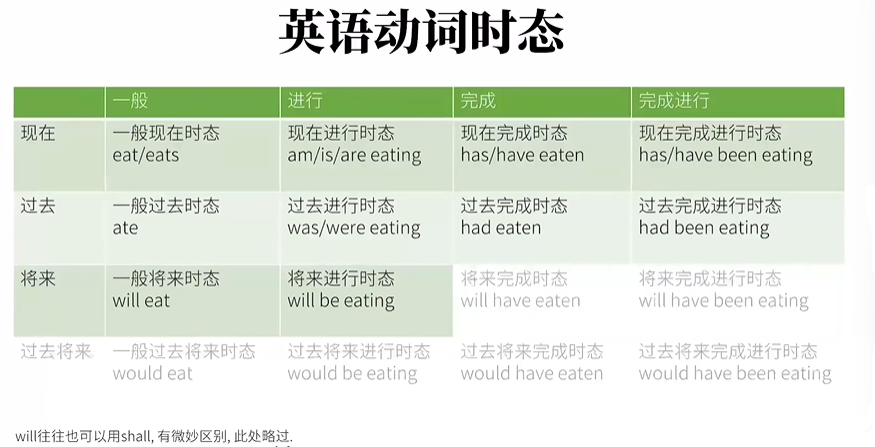 英语动词时态
一般 进行 完成 完成进行
现在 一般现在时态 现在进行时态 现在完成时态 现在完成进行时态
eat/eats am/is/are eating has/have eaten has/have been eating
过去 一般过去时态 过去进行时态 过去完成时态 过去完成进行时态
ate was/were eating had eaten had been eating
将来 一般将来时态 将来进行时态 将来完成时态 将来完成进行时态
will eat will be eating will have eaten will have been eating
过去将来 一般过去将来时态 过去将来进行时态 过去将来完成时态 过去将来完成进行时态
would eat would be eating would have eaten would have been eating
will往往也可以用shall, 有微妙区别, 此处略过.